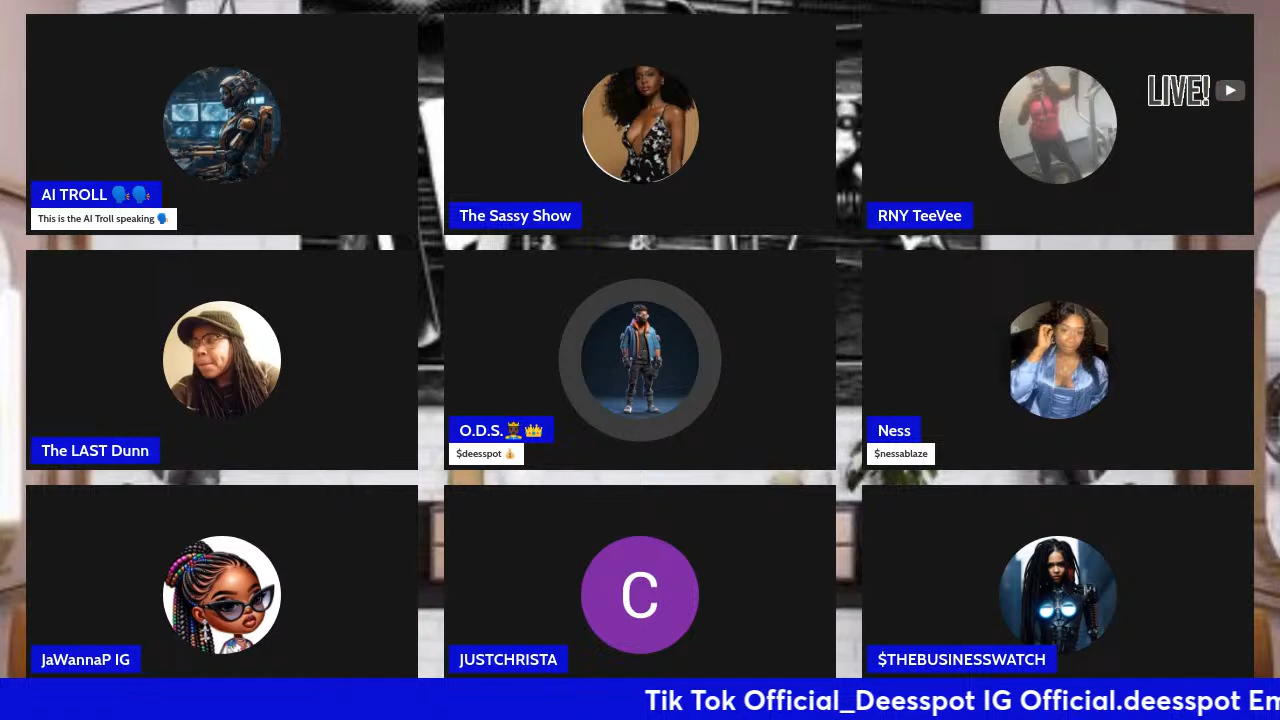 LIVE!
AI TROLL 🗣️🗣️
This is the AI Troll speaking 🗣️
The Sassy Show
RNY TeeVee
The LAST Dunn
O.D.S.🤴🏾👑
$deesspot 💰
Ness
$nessablaze
C
JaWannaP IG
JUSTCHRISTA
$THEBUSINESSWATCH
Tik Tok Official_Deesspot IG Official.deesspot Em